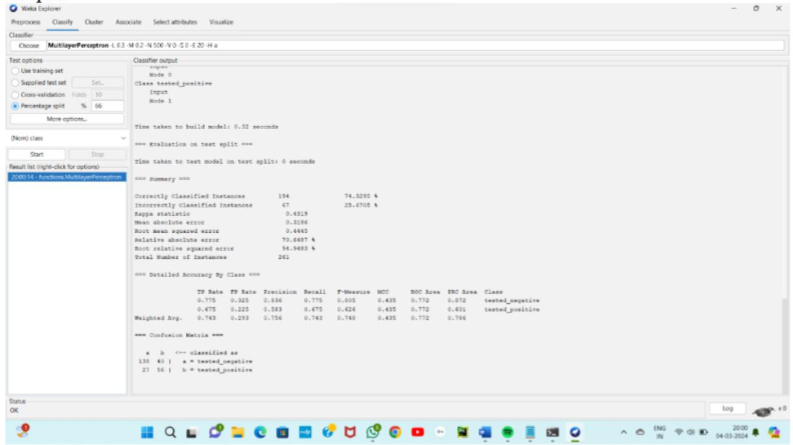 Weka Explorer
Preprocess Classify Cluster Associate Select attributes Visualize
Classifier
Choose MultilayerPerceptron -L 0.3 -M 0.2 -N 500 -V 0 -S 0 -E 20 -H a
Test options
Use training set
Supplied test set Set...
Cross-validation Folds 10
Percentage split % 66
More options...
(Nom) class
Start Stop
Result list (right-click for options)
20:00:14 - functions.MultilayerPerceptron
Classifier output
Input
Node 0
Class tested_positive
Input
Node 1
Time taken to build model: 0.32 seconds
=== Evaluation on test split ===
Time taken to test model on test split: 0 seconds
=== Summary ===
Correctly Classified Instances 194 74.3295 %
Incorrectly Classified Instances 67 25.6705 %
Kappa statistic 0.4319
Mean absolute error 0.3186
Root mean squared error 0.4445
Relative absolute error 70.6407 %
Root relative squared error 94.9483 %
Total Number of Instances 261
=== Detailed Accuracy By Class ===
TP Rate FP Rate Precision Recall F-Measure MCC ROC Area PRC Area Class
0.775 0.325 0.836 0.775 0.805 0.435 0.772 0.872 tested_negative
0.675 0.225 0.583 0.675 0.626 0.435 0.772 0.601 tested_positive
Weighted Avg. 0.743 0.293 0.756 0.743 0.748 0.435 0.772 0.786
=== Confusion Matrix ===
a b <-- classified as
138 40 | a = tested_negative
27 56 | b = tested_positive
Status
OK
Log x 0
ENG
IN
20:00
04-03-2024